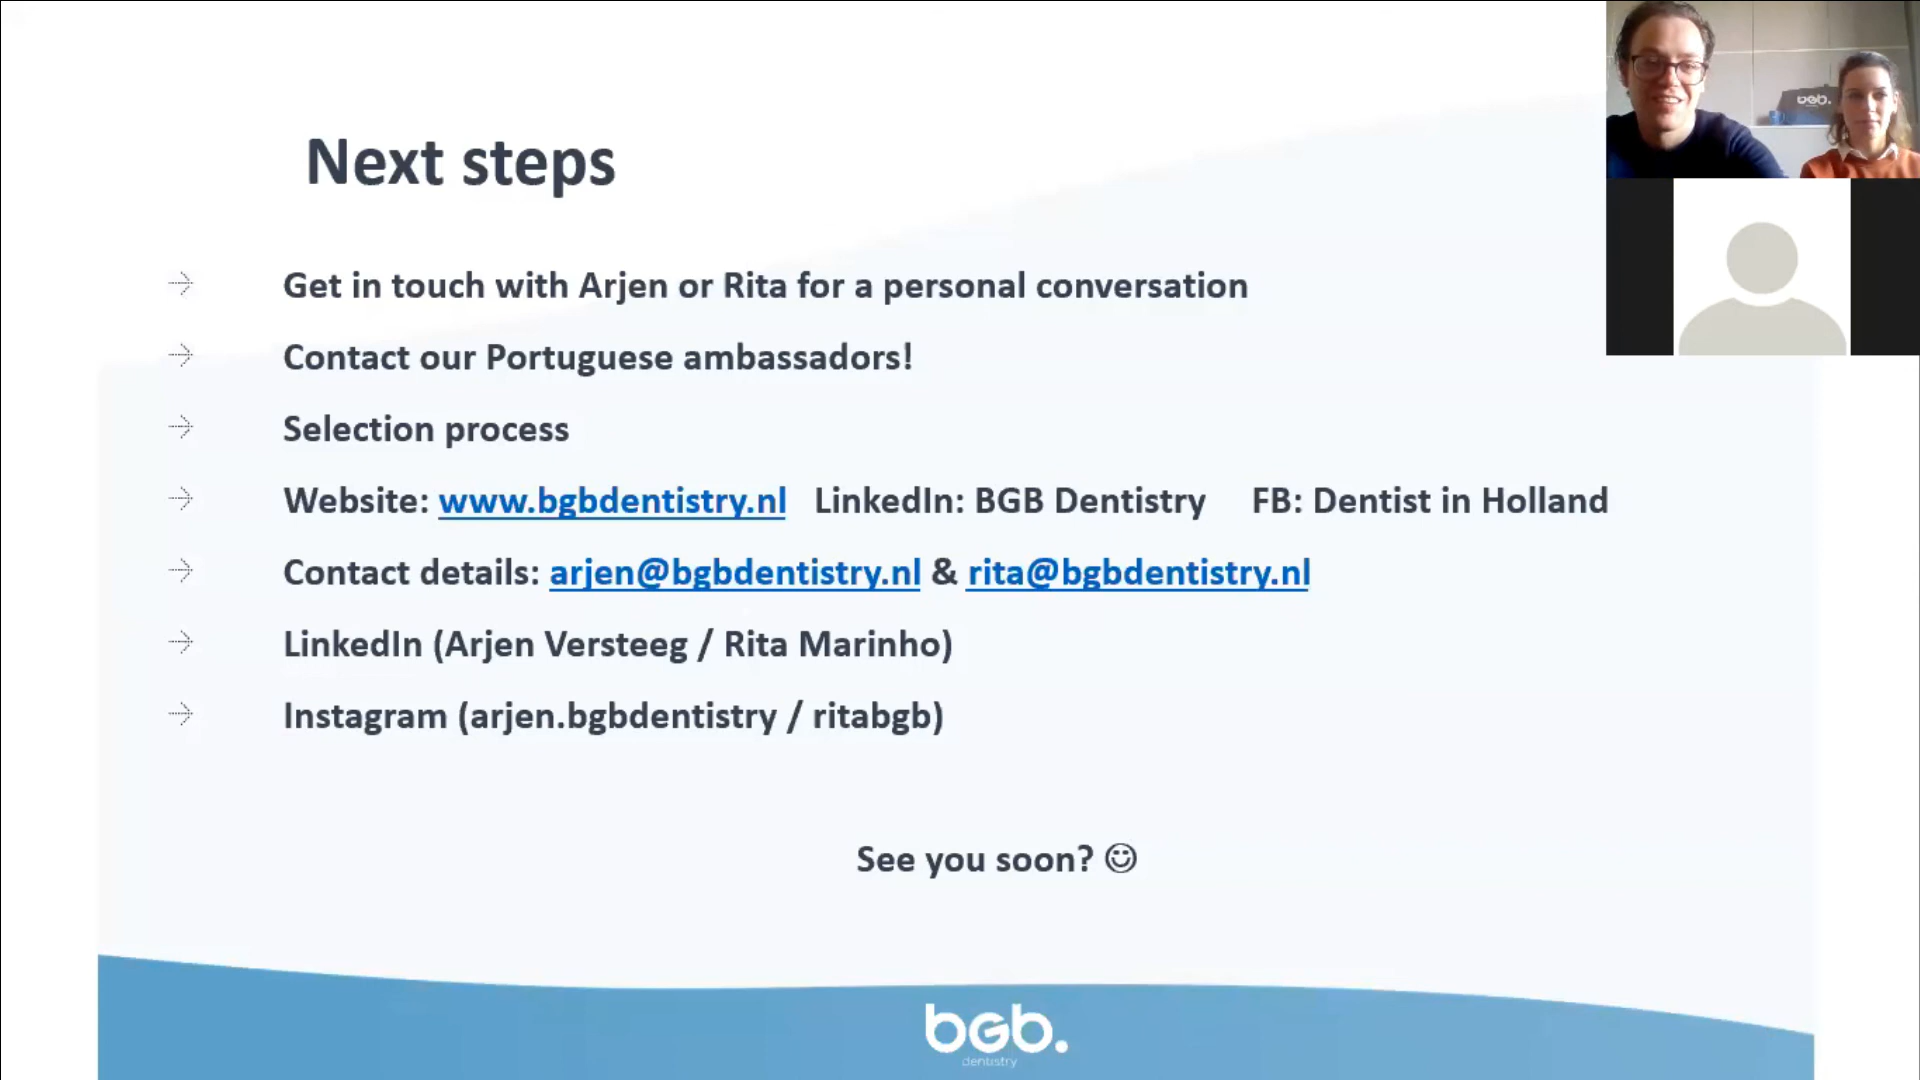 bgb.
Next steps
Get in touch with Arjen or Rita for a personal conversation
Contact our Portuguese ambassadors!
Selection process
Website: www.bgbdentistry.nl LinkedIn: BGB Dentistry FB: Dentist in Holland
Contact details: arjen@bgbdentistry.nl & rita@bgbdentistry.nl
LinkedIn (Arjen Versteeg / Rita Marinho)
Instagram (arjen.bgbdentistry / ritabgb)
See you soon? ☺
bGb.
dentistry